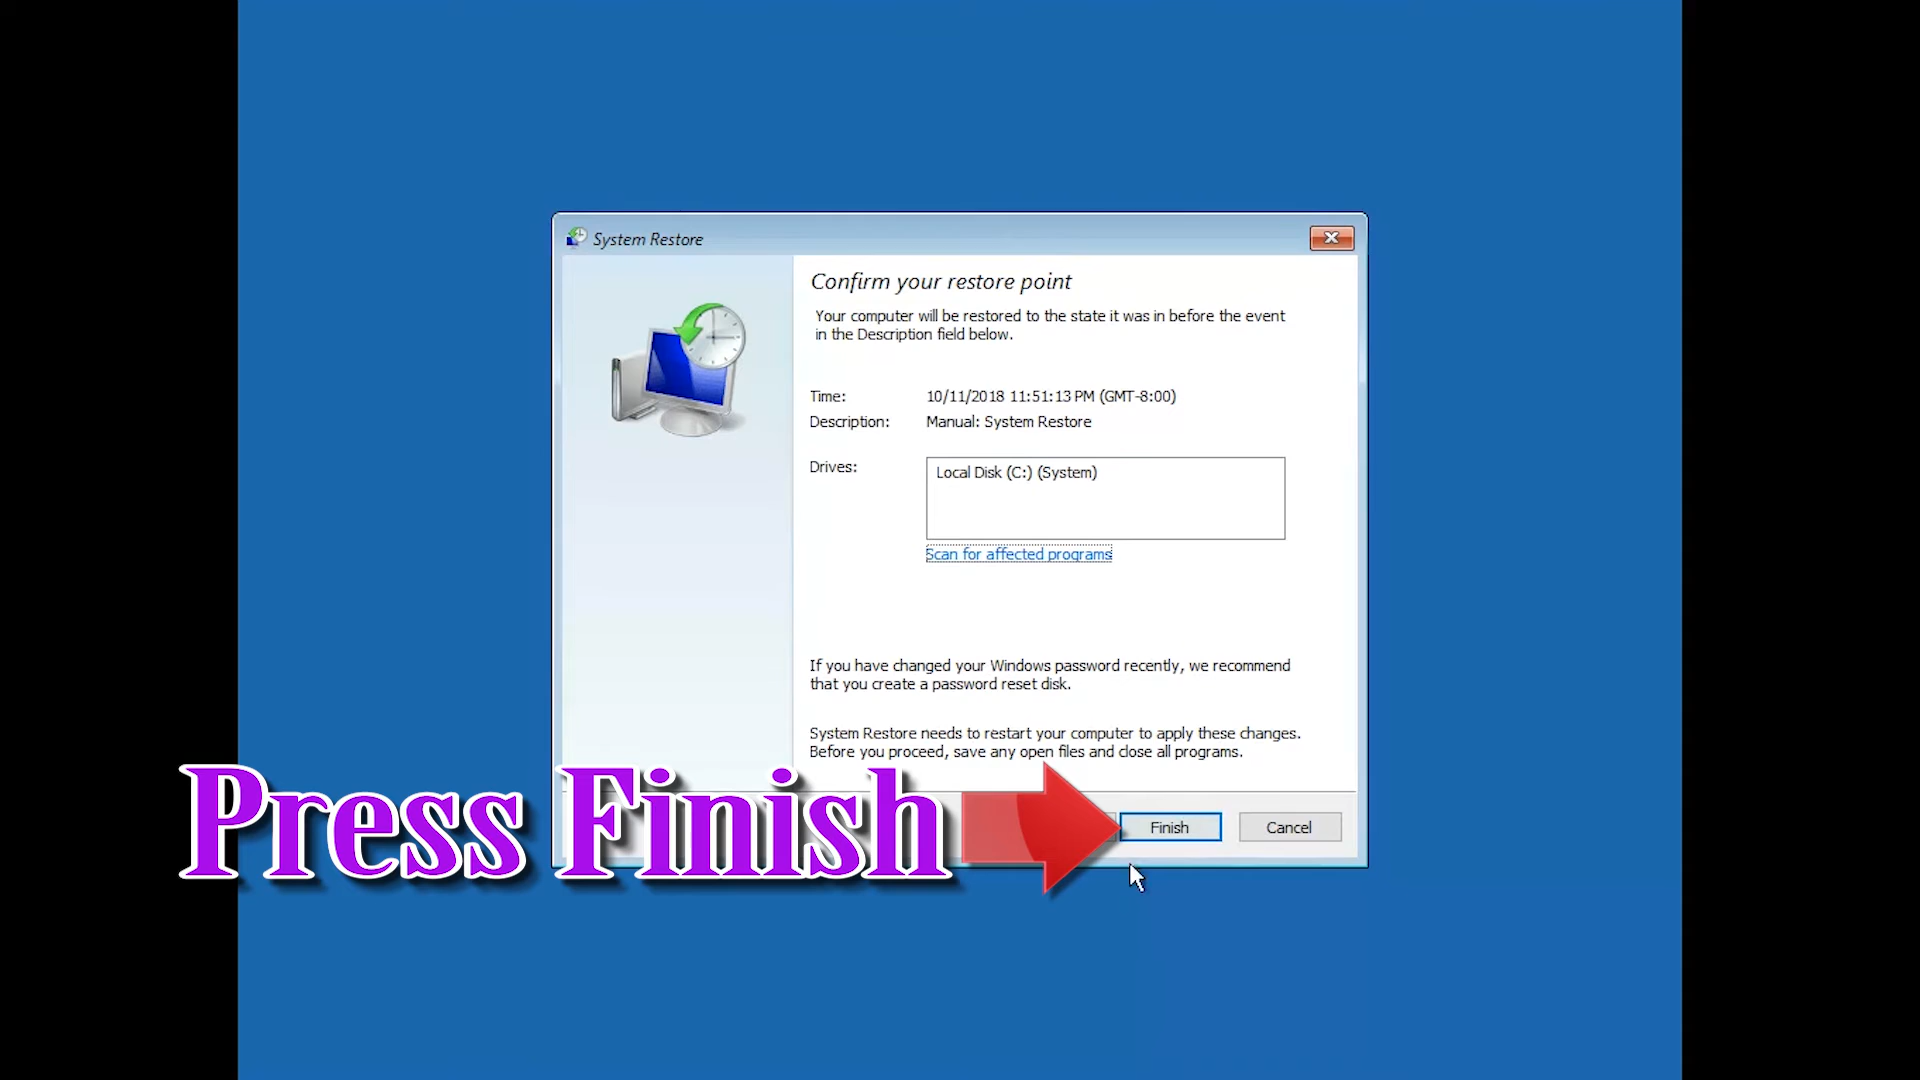 System Restore
Confirm your restore point
Your computer will be restored to the state it was in before the event
in the Description field below.
Time: 10/11/2018 11:51:13 PM (GMT-8:00)
Description: Manual: System Restore
Drives: Local Disk (C:) (System)
Scan for affected programs
If you have changed your Windows password recently, we recommend
that you create a password reset disk.
System Restore needs to restart your computer to apply these changes.
Before you proceed, save any open files and close all programs.
Press Finish
Finish Cancel